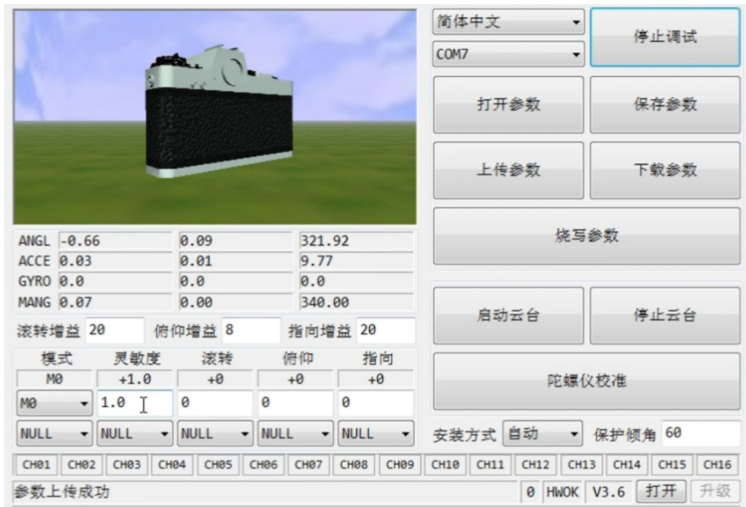 简体中文
停止调试
COM7
打开参数 保存参数
上传参数 下载参数
烧写参数
ANGL -0.66 0.09 321.92
ACCE 0.03 0.01 9.77
GYRO 0.0 0.0 0.0
MANG 0.07 0.00 340.00
启动云台 停止云台
滚转增益 20 俯仰增益 8 指向增益 20
模式 灵敏度 滚转 俯仰 指向
M0 +1.0 +0 +0 +0
陀螺仪校准
M0 1.0 0 0 0
NULL NULL NULL NULL NULL 安装方式 自动 保护倾角 60
CH01 CH02 CH03 CH04 CH05 CH06 CH07 CH08 CH09 CH10 CH11 CH12 CH13 CH14 CH15 CH16
参数上传成功 0 HWOK V3.6 打开 升级